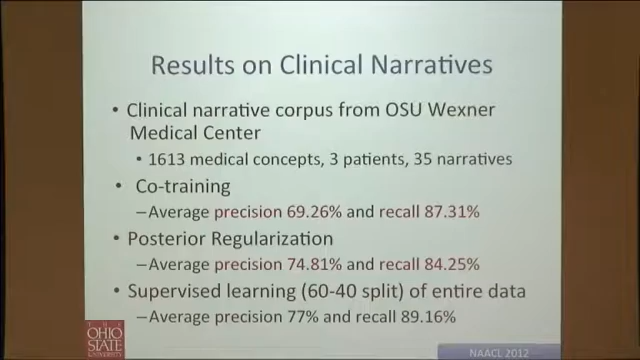 Results on Clinical Narratives
• Clinical narrative corpus from OSU Wexner
Medical Center
• 1613 medical concepts, 3 patients, 35 narratives
• Co-training
–Average precision 69.26% and recall 87.31%
• Posterior Regularization
–Average precision 74.81% and recall 84.25%
• Supervised learning (60-40 split) of entire data
–Average precision 77% and recall 89.16%
THE
OHIO
STATE
UNIVERSITY
NAACL 2012